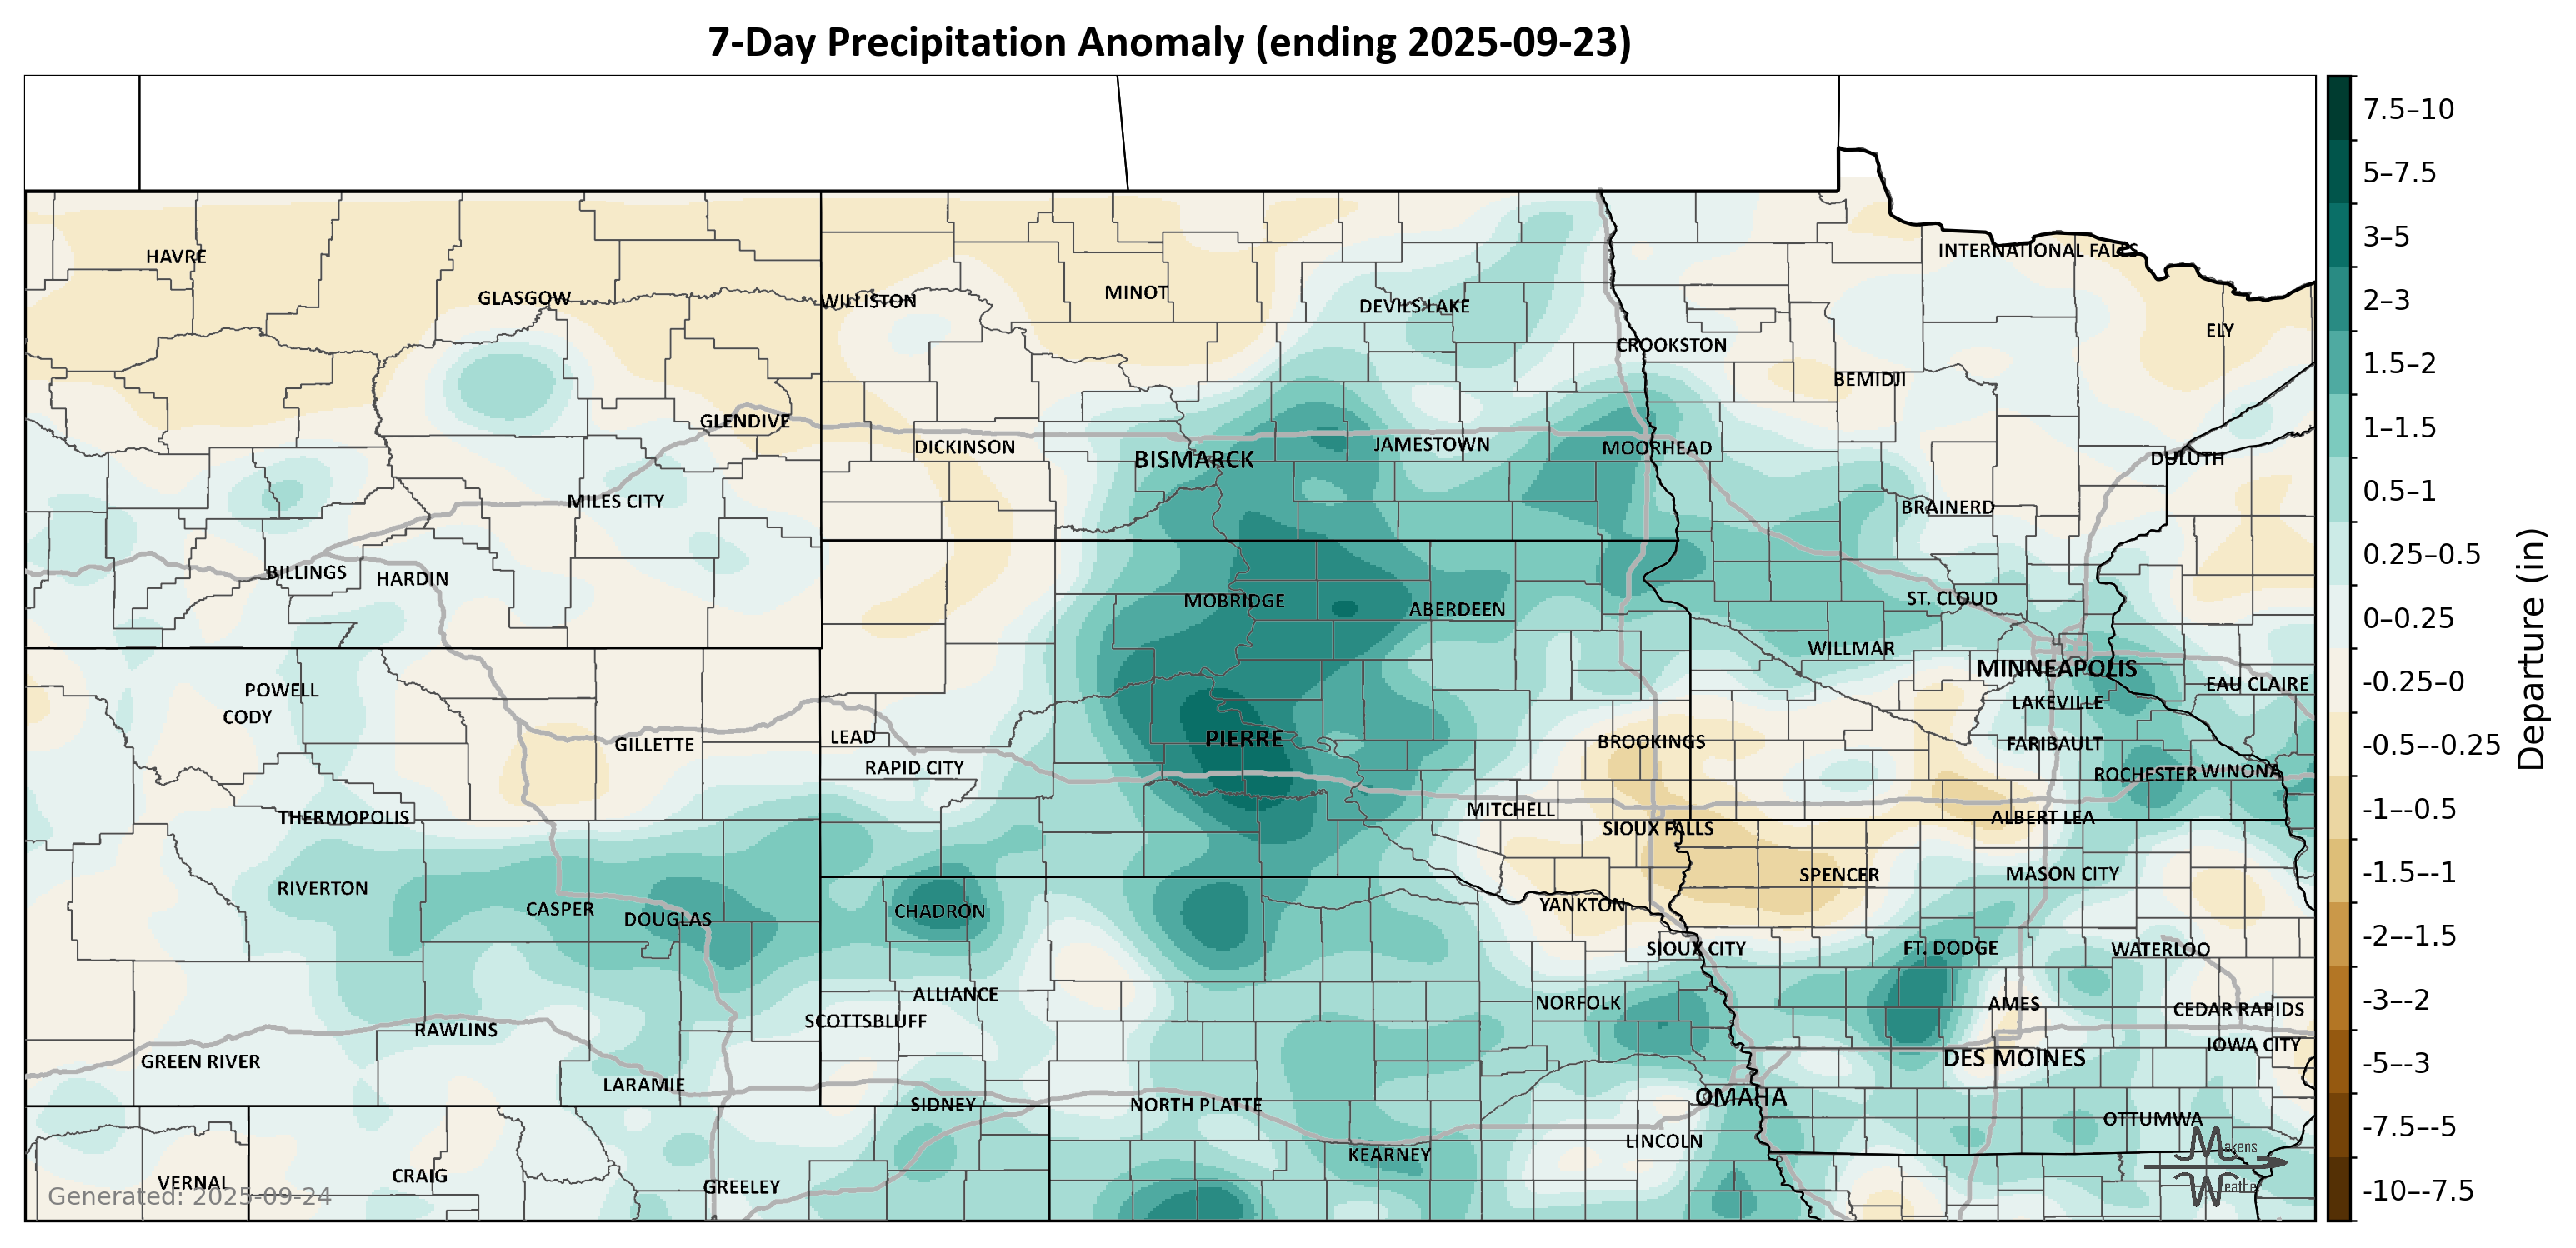 7-Day Precipitation Anomaly (ending 2025-09-23)
HAVRE
GLASGOW
WILLISTON
MINOT
DEVILS LAKE
CROOKSTON
INTERNATIONAL FALLS
ELY
BEMIDJI
GLENDIVE
DICKINSON
BISMARCK
JAMESTOWN
MOORHEAD
DULUTH
MILES CITY
BRAINERD
BILLINGS
HARDIN
MOBRIDGE
ABERDEEN
ST. CLOUD
WILLMAR
MINNEAPOLIS
EAU CLAIRE
POWELL
CODY
LAKEVILLE
GILLETTE
LEAD
PIERRE
BROOKINGS
FARIBAULT
RAPID CITY
ROCHESTER
WINONA
THERMOPOLIS
MITCHELL
ALBERT LEA
SIOUX FALLS
RIVERTON
SPENCER
MASON CITY
CASPER
DOUGLAS
CHADRON
YANKTON
SIOUX CITY
FT. DODGE
WATERLOO
ALLIANCE
NORFOLK
AMES
CEDAR RAPIDS
SCOTTSBLUFF
RAWLINS
GREEN RIVER
IOWA CITY
DES MOINES
LARAMIE
OMAHA
SIDNEY
NORTH PLATTE
OTTUMWA
LINCOLN
KEARNEY
VERNAL
CRAIG
GREELEY
Generated: 2025-09-24
Makens
Weather
7.5–10
5–7.5
3–5
2–3
1.5–2
1–1.5
0.5–1
0.25–0.5
0–0.25
-0.25–0
-0.5–-0.25
-1–-0.5
-1.5–-1
-2–-1.5
-3–-2
-5–-3
-7.5–-5
-10–-7.5
Departure (in)